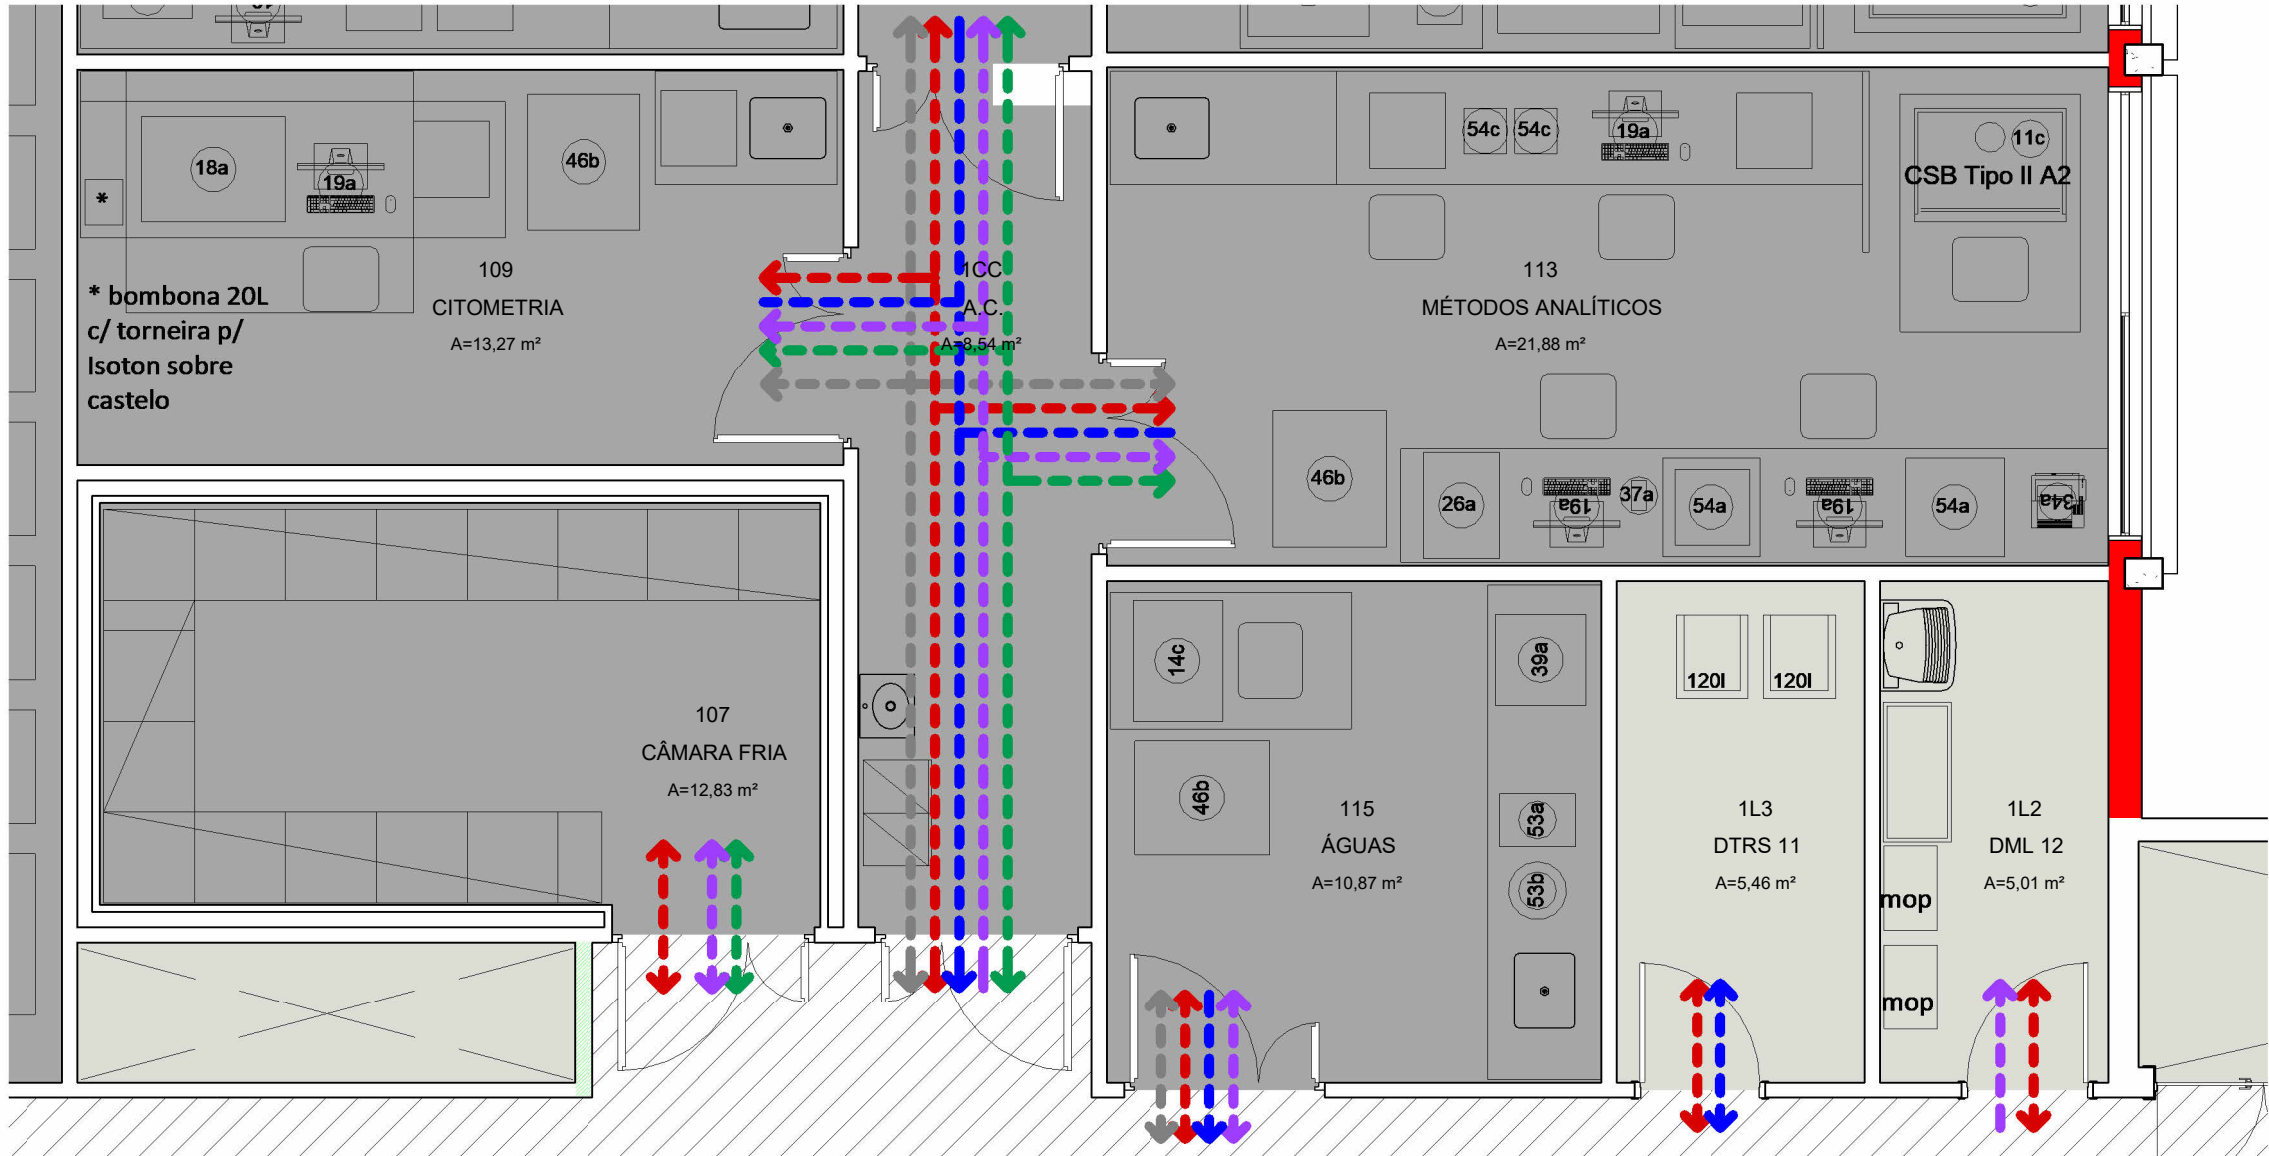 19
18a
19a
46b
*
109
CITOMETRIA
A=13,27 m²
* bombona 20L
c/ torneira p/
Isoton sobre
castelo
1CC
A.C.
A=8,54 m²
54c
54c
19a
11c
CSB Tipo II A2
113
MÉTODOS ANALÍTICOS
A=21,88 m²
46b
26a
19a
37a
54a
19a
54a
34a
107
CÂMARA FRIA
A=12,83 m²
14c
39a
46b
53a
53b
115
ÁGUAS
A=10,87 m²
120l
120l
1L3
DTRS 11
A=5,46 m²
1L2
DML 12
A=5,01 m²
mop
mop